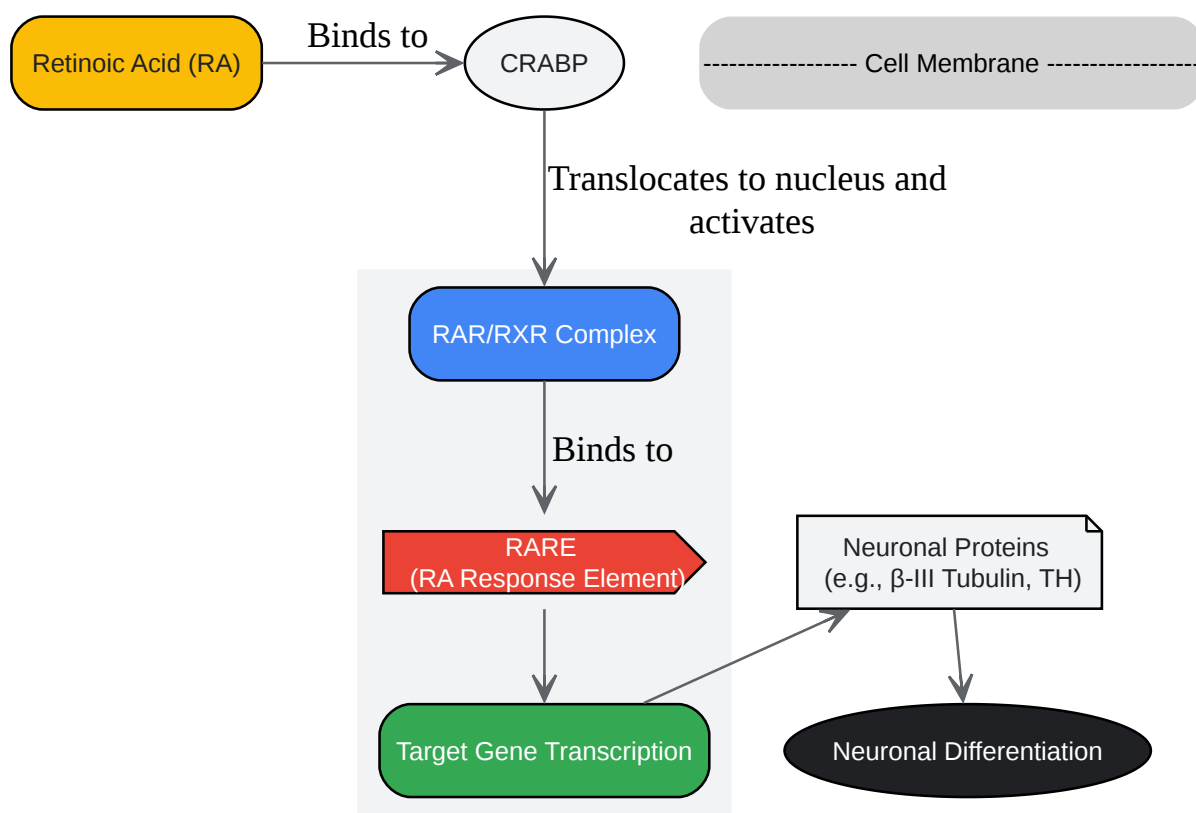 Retinoic Acid (RA)
Binds to
CRABP
------------------ Cell Membrane ------------------
Translocates to nucleus and
activates
RAR/RXR Complex
Binds to
RARE
(RA Response Element)
Neuronal Proteins
(e.g., β-III Tubulin, TH)
Target Gene Transcription
Neuronal Differentiation